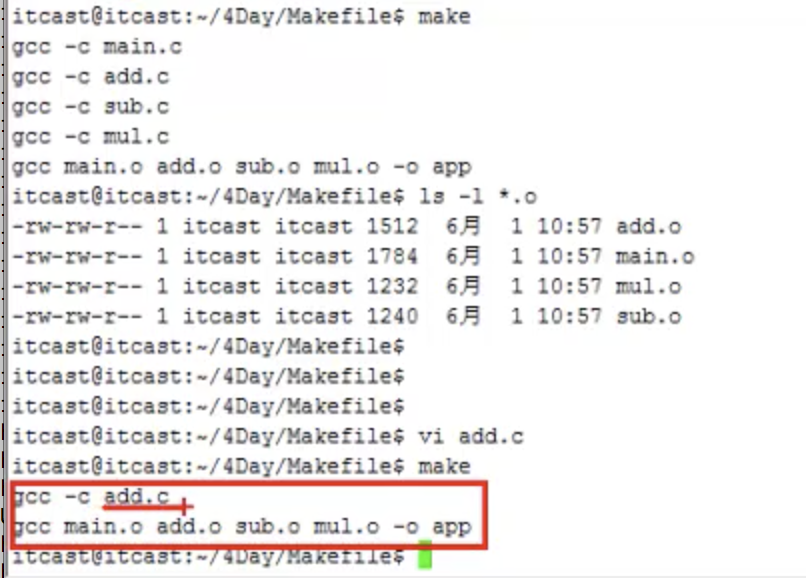 itcast@itcast:~/4Day/Makefile$ make
gcc -c main.c
gcc -c add.c
gcc -c sub.c
gcc -c mul.c
gcc main.o add.o sub.o mul.o -o app
itcast@itcast:~/4Day/Makefile$ ls -l *.o
-rw-rw-r-- 1 itcast itcast 1512  6月   1 10:57 add.o
-rw-rw-r-- 1 itcast itcast 1784  6月   1 10:57 main.o
-rw-rw-r-- 1 itcast itcast 1232  6月   1 10:57 mul.o
-rw-rw-r-- 1 itcast itcast 1240  6月   1 10:57 sub.o
itcast@itcast:~/4Day/Makefile$
itcast@itcast:~/4Day/Makefile$
itcast@itcast:~/4Day/Makefile$
itcast@itcast:~/4Day/Makefile$ vi add.c
itcast@itcast:~/4Day/Makefile$ make
gcc -c add.c
gcc main.o add.o sub.o mul.o -o app
itcast@itcast:~/4Day/Makefile$